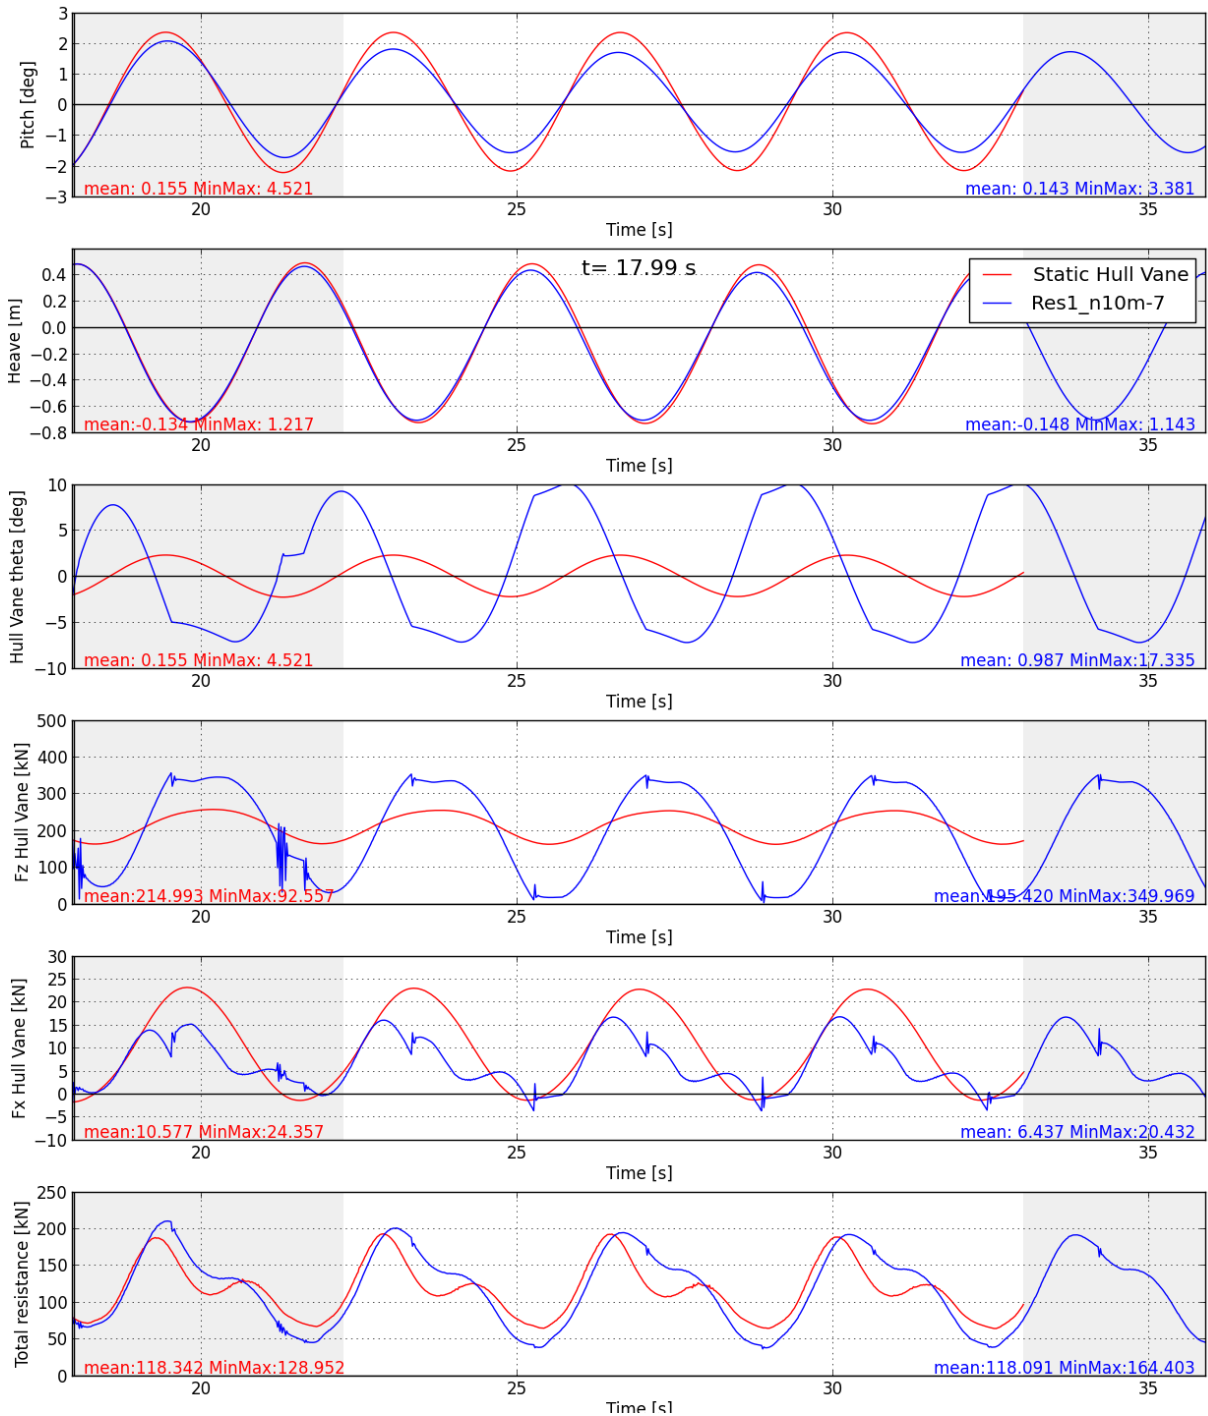 3
2
1
0
−1
−2
−3
Pitch [deg]
mean: 0.155 MinMax: 4.521
mean: 0.143 MinMax: 3.381
20 25 30 35
Time [s]
0.4
0.2
0.0
−0.2
−0.4
−0.6
−0.8
Heave [m]
t= 17.99 s
Static Hull Vane
Res1_n10m-7
mean:-0.134 MinMax: 1.217
mean:-0.148 MinMax: 1.143
20 25 30 35
Time [s]
10
5
0
−5
−10
Hull Vane theta [deg]
mean: 0.155 MinMax: 4.521
mean: 0.987 MinMax:17.335
20 25 30 35
Time [s]
500
400
300
200
100
0
Fz Hull Vane [kN]
mean:214.993 MinMax:92.557
mean:195.420 MinMax:349.969
20 25 30 35
Time [s]
30
25
20
15
10
5
0
−5
−10
Fx Hull Vane [kN]
mean:10.577 MinMax:24.357
mean: 6.437 MinMax:20.432
20 25 30 35
Time [s]
250
200
150
100
50
0
Total resistance [kN]
mean:118.342 MinMax:128.952
mean:118.091 MinMax:164.403
20 25 30 35
Time [s]